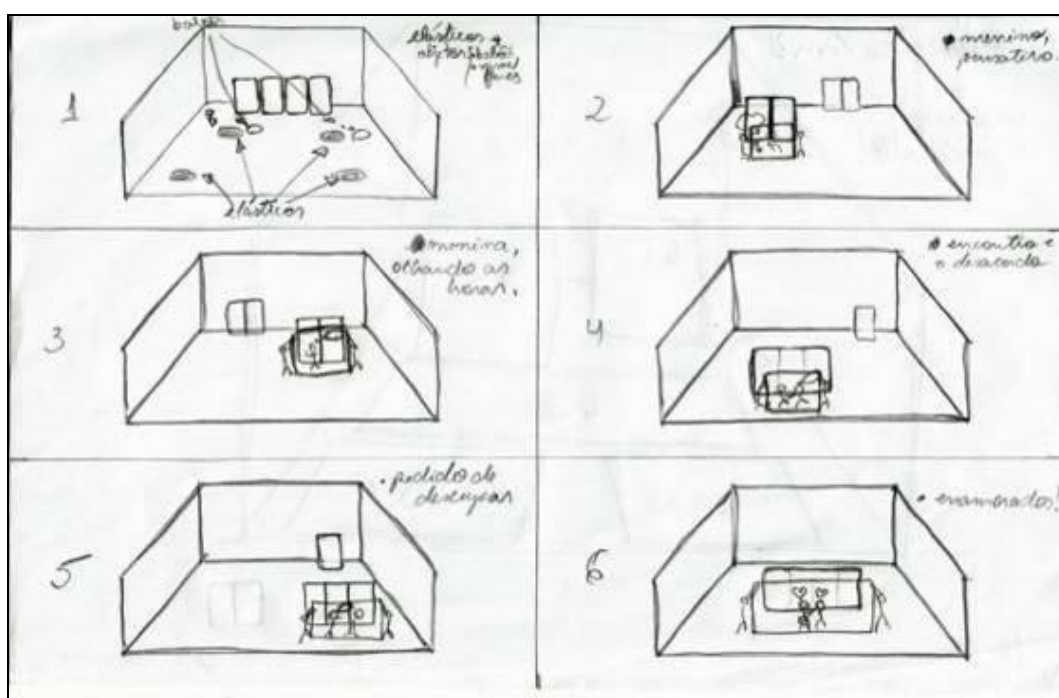 elásticos
1
elásticos
2
menino,
pensativo.
3
menina,
olhando as
horas.
4
encontro e
o desacordo
5
pedido de
desculpas
6
enamorados!